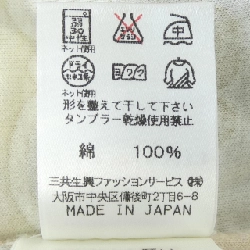 弱 30 中性
ネット使用 中
ドライ
ネット使用
形を整えて干して下さい
タンブラー乾燥使用禁止
綿 100%
三共生興ファッションサービス㈱
大阪市中央区備後町2丁目6-8
MADE IN JAPAN